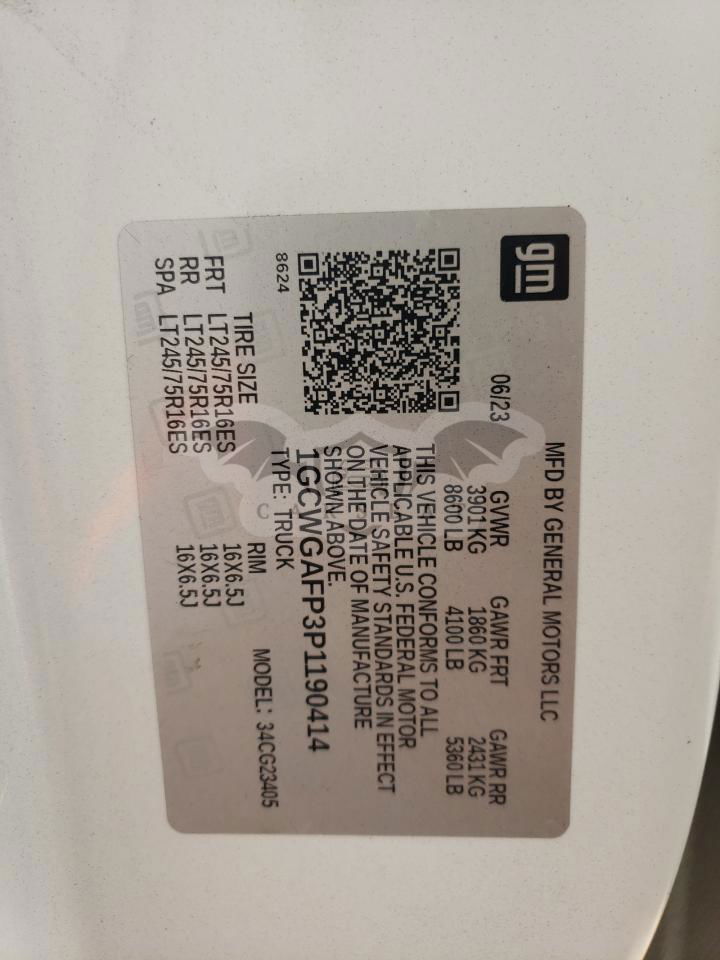 gm
MFD BY GENERAL MOTORS LLC
06/23
GVWR GAWR FRT GAWR RR
3901 KG 1860 KG 2431 KG
8600 LB 4100 LB 5360 LB
THIS VEHICLE CONFORMS TO ALL
APPLICABLE U.S. FEDERAL MOTOR
VEHICLE SAFETY STANDARDS IN EFFECT
ON THE DATE OF MANUFACTURE
SHOWN ABOVE.
1GCWGAFP3P1190414
8624 TYPE: TRUCK MODEL: 34CG23405
TIRE SIZE RIM
FRT LT245/75R16ES 16X6.5J
RR LT245/75R16ES 16X6.5J
SPA LT245/75R16ES 16X6.5J